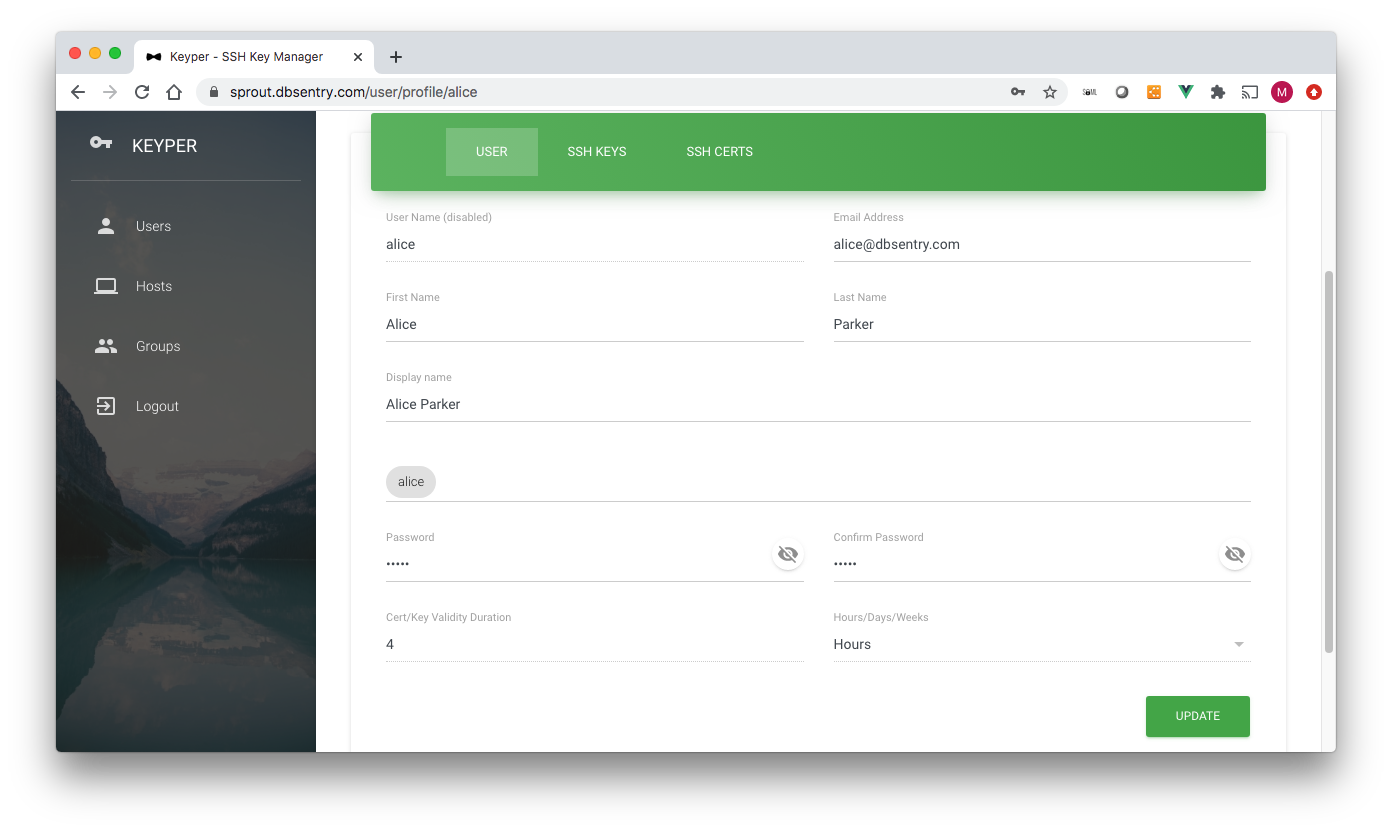 Keyper - SSH Key Manager
sprout.dbsentry.com/user/profile/alice
M
KEYPER
Users
Hosts
Groups
Logout
USER SSH KEYS SSH CERTS
User Name (disabled) Email Address
alice alice@dbsentry.com
First Name Last Name
Alice Parker
Display name
Alice Parker
alice
Password Confirm Password
••••• •••••
Cert/Key Validity Duration Hours/Days/Weeks
4 Hours
UPDATE